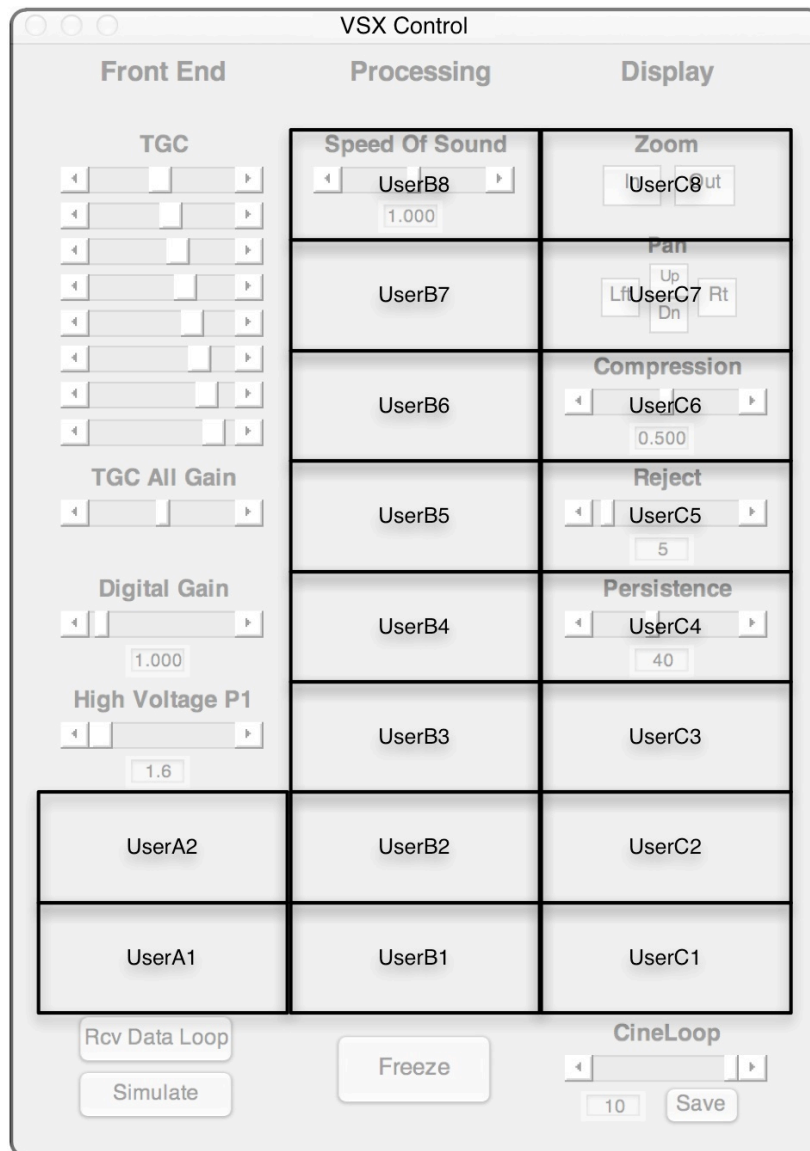 VSX Control
Front End Processing Display
TGC
Speed Of Sound
UserB8
1.000
Zoom
In Out
UserC8
UserB7
Pan
Up
Lft UserC7 Rt
Dn
UserB6
Compression
UserC6
0.500
TGC All Gain
UserB5
Reject
UserC5
5
Digital Gain
1.000
UserB4
Persistence
UserC4
40
High Voltage P1
1.6
UserB3
UserC3
UserA2
UserB2
UserC2
UserA1
UserB1
UserC1
Rcv Data Loop
Simulate
Freeze
CineLoop
10 Save